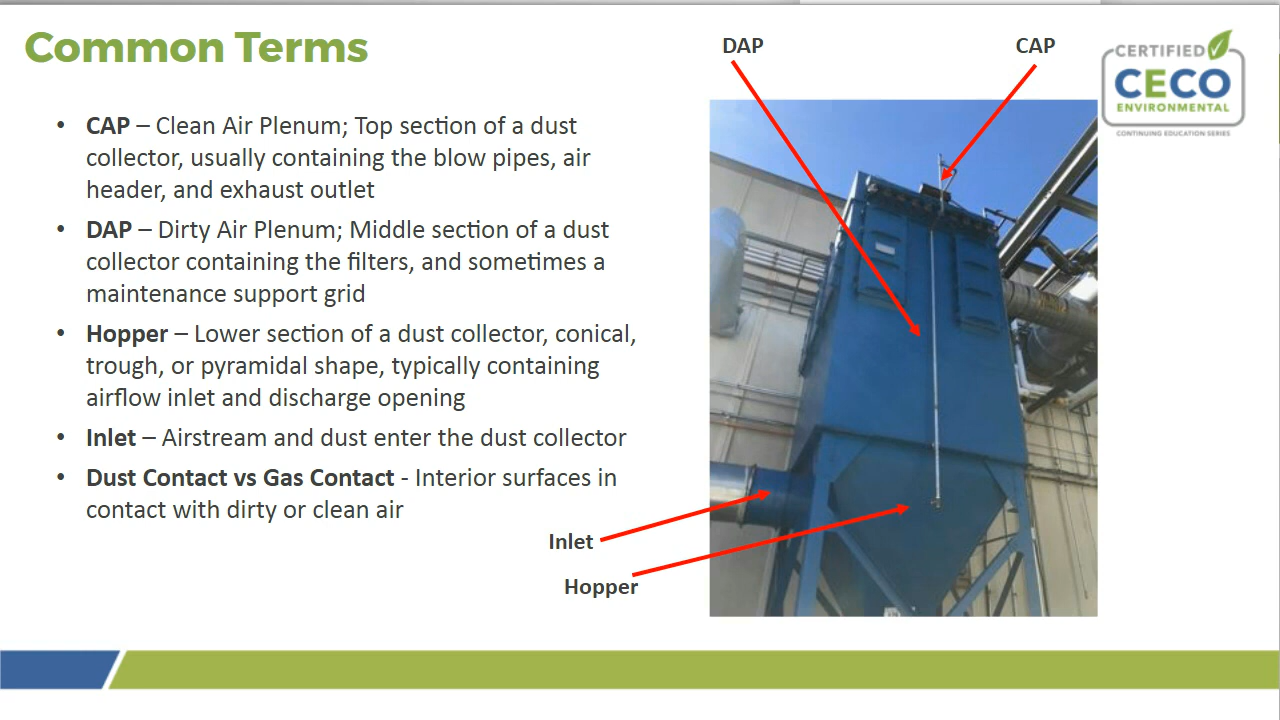 Common Terms
DAP
CAP
CERTIFIED
CECO
ENVIRONMENTAL
CONTINUING EDUCATION SERIES
• CAP – Clean Air Plenum; Top section of a dust
collector, usually containing the blow pipes, air
header, and exhaust outlet
• DAP – Dirty Air Plenum; Middle section of a dust
collector containing the filters, and sometimes a
maintenance support grid
• Hopper – Lower section of a dust collector, conical,
trough, or pyramidal shape, typically containing
airflow inlet and discharge opening
• Inlet – Airstream and dust enter the dust collector
• Dust Contact vs Gas Contact - Interior surfaces in
contact with dirty or clean air
Inlet
Hopper